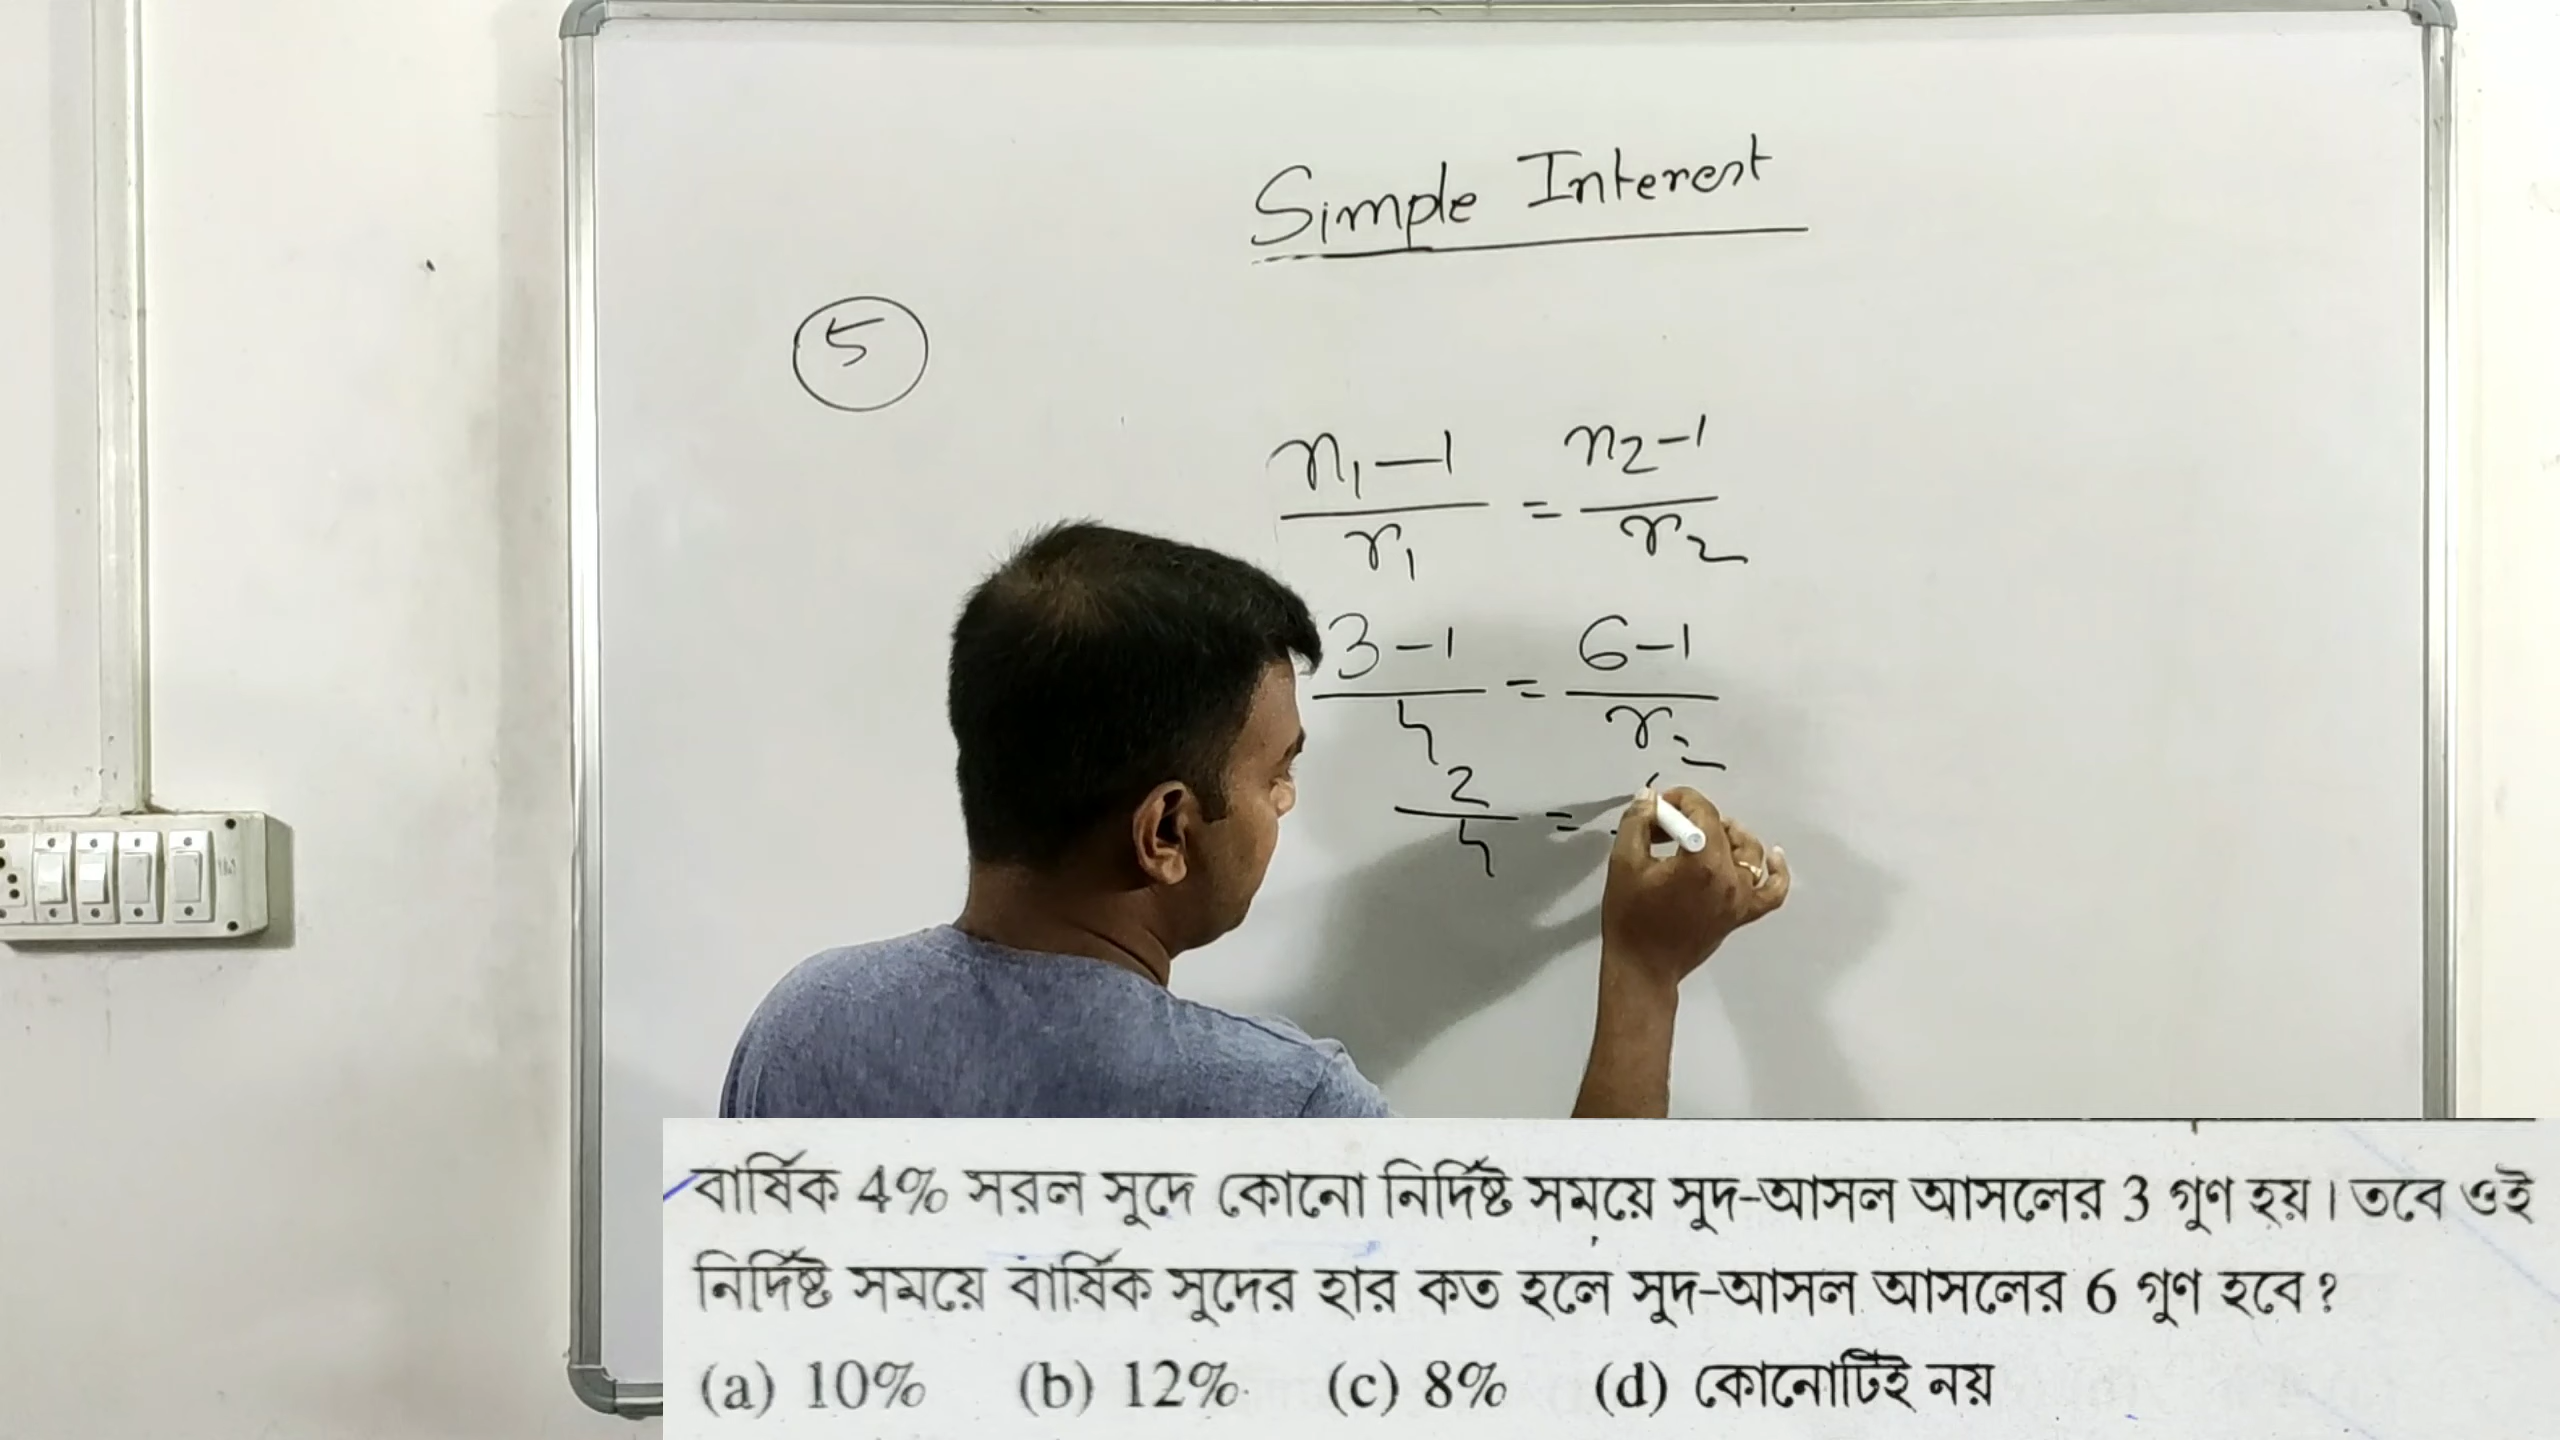 Simple Interest
5
n₁-1/r₁ = n₂-1/r₂
3-1/4 = 6-1/r₂
2/4 =
বার্ষিক 4% সরল সুদে কোনো নির্দিষ্ট সময়ে সুদ-আসল আসলের 3 গুণ হয়। তবে ওই
নির্দিষ্ট সময়ে বার্ষিক সুদের হার কত হলে সুদ-আসল আসলের 6 গুণ হবে?
(a) 10% (b) 12% (c) 8% (d) কোনোটিই নয়